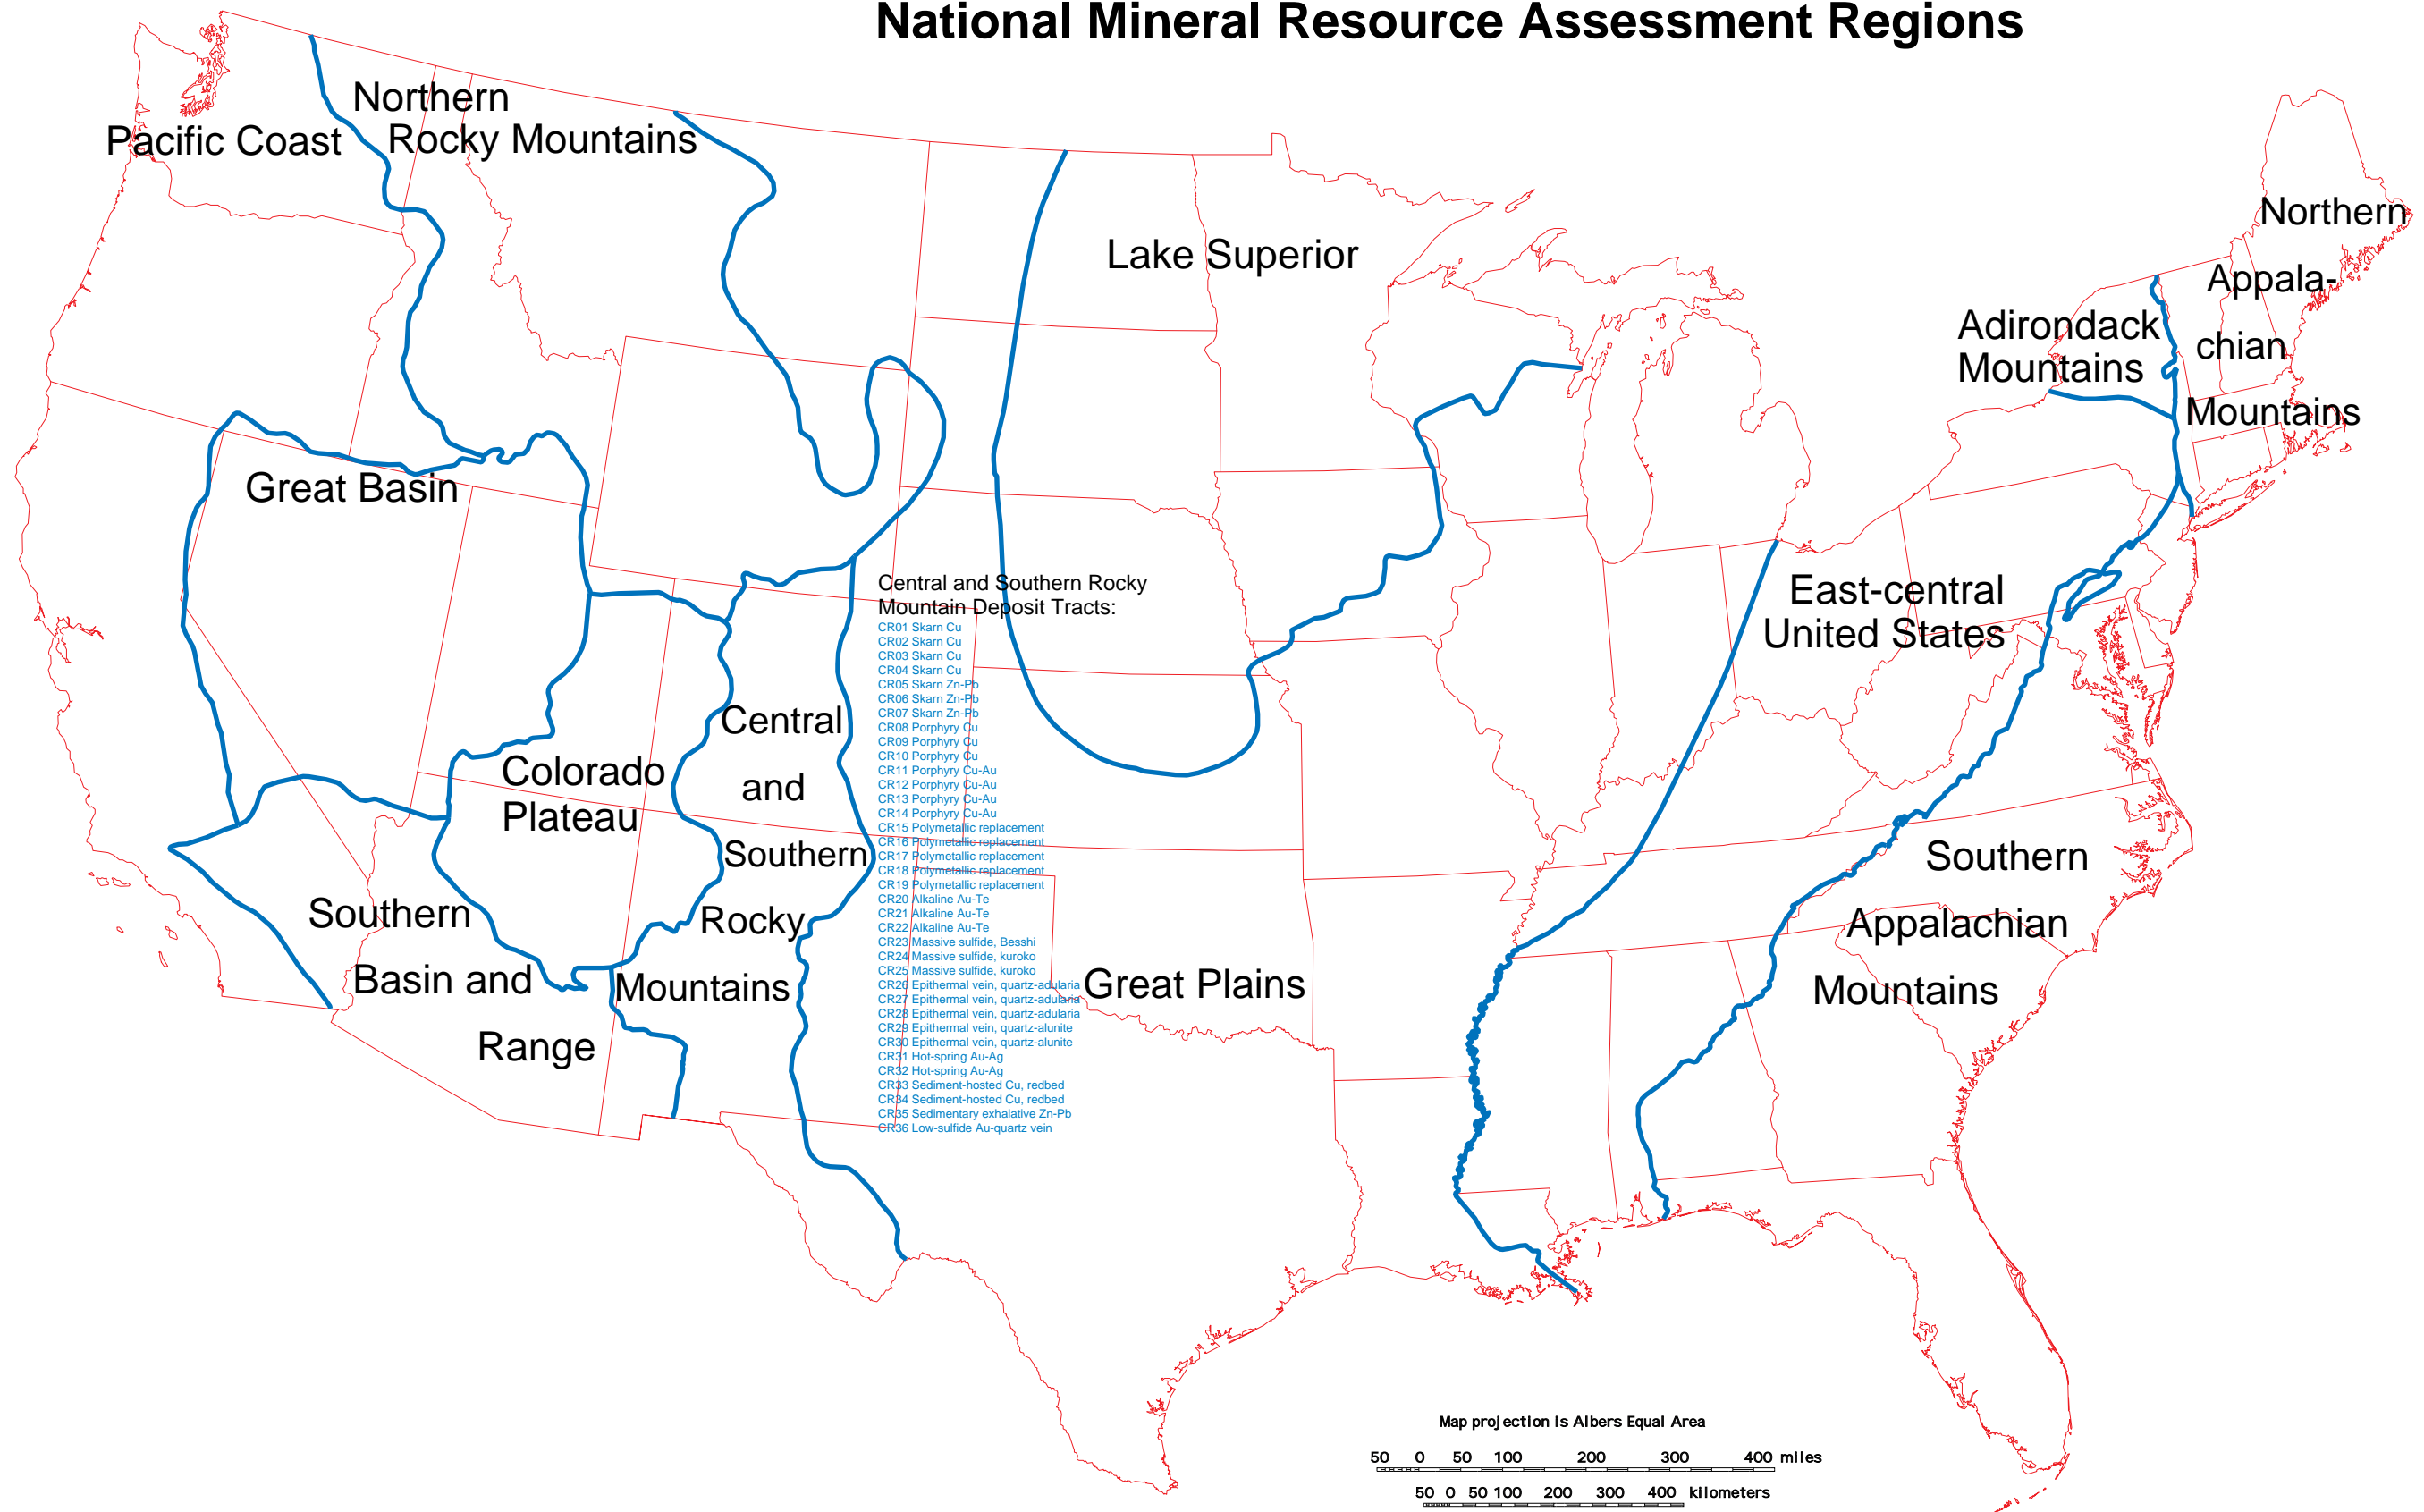 National Mineral Resource Assessment Regions
Northern
Rocky Mountains
Pacific Coast
Lake Superior
Northern
Appala-
chian
Mountains
Adirondack
Mountains
Great Basin
East-central
United States
Central and Southern Rocky
Mountain Deposit Tracts:
CR01 Skarn Cu
CR02 Skarn Cu
CR03 Skarn Cu
CR04 Skarn Cu
CR05 Skarn Zn-Pb
CR06 Skarn Zn-Pb
CR07 Skarn Zn-Pb
CR08 Porphyry Cu
CR09 Porphyry Cu
CR10 Porphyry Cu
CR11 Porphyry Cu-Au
CR12 Porphyry Cu-Au
CR13 Porphyry Cu-Au
CR14 Porphyry Cu-Au
CR15 Polymetallic replacement
CR16 Polymetallic replacement
CR17 Polymetallic replacement
CR18 Polymetallic replacement
CR19 Polymetallic replacement
CR20 Alkaline Au-Te
CR21 Alkaline Au-Te
CR22 Alkaline Au-Te
CR23 Massive sulfide, Besshi
CR24 Massive sulfide, kuroko
CR25 Massive sulfide, kuroko
CR26 Epithermal vein, quartz-adularia
CR27 Epithermal vein, quartz-adularia
CR28 Epithermal vein, quartz-adularia
CR29 Epithermal vein, quartz-alunite
CR30 Epithermal vein, quartz-alunite
CR31 Hot-spring Au-Ag
CR32 Hot-spring Au-Ag
CR33 Sediment-hosted Cu, redbed
CR34 Sediment-hosted Cu, redbed
CR35 Sedimentary exhalative Zn-Pb
CR36 Low-sulfide Au-quartz vein
Central
and
Southern
Rocky
Mountains
Colorado
Plateau
Southern
Basin and
Range
Great Plains
Southern
Appalachian
Mountains
Map projection is Albers Equal Area
50 0 50 100 200 300 400 miles
50 0 50 100 200 300 400 kilometers